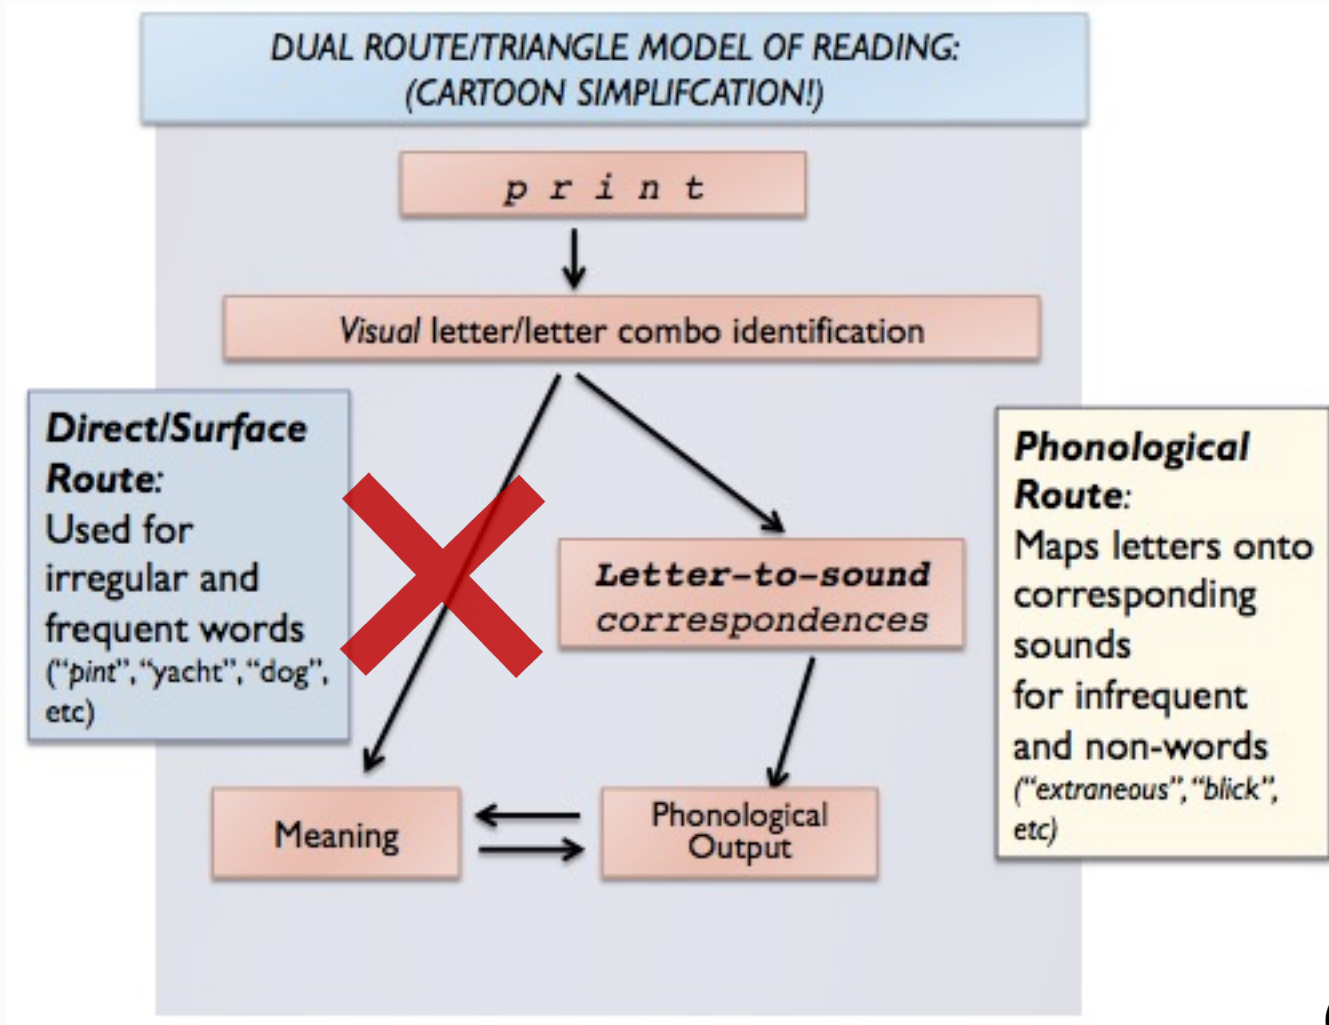 DUAL ROUTE/TRIANGLE MODEL OF READING:
(CARTOON SIMPLIFCATION!)
p r i n t
Visual letter/letter combo identification
Direct/Surface
Route:
Used for
irregular and
frequent words
(“pint”, “yacht”, “dog”,
etc)
Phonological
Route:
Maps letters onto
corresponding
sounds
for infrequent
and non-words
(“extraneous”, “blick”,
etc)
Letter-to-sound
correspondences
Meaning
Phonological
Output